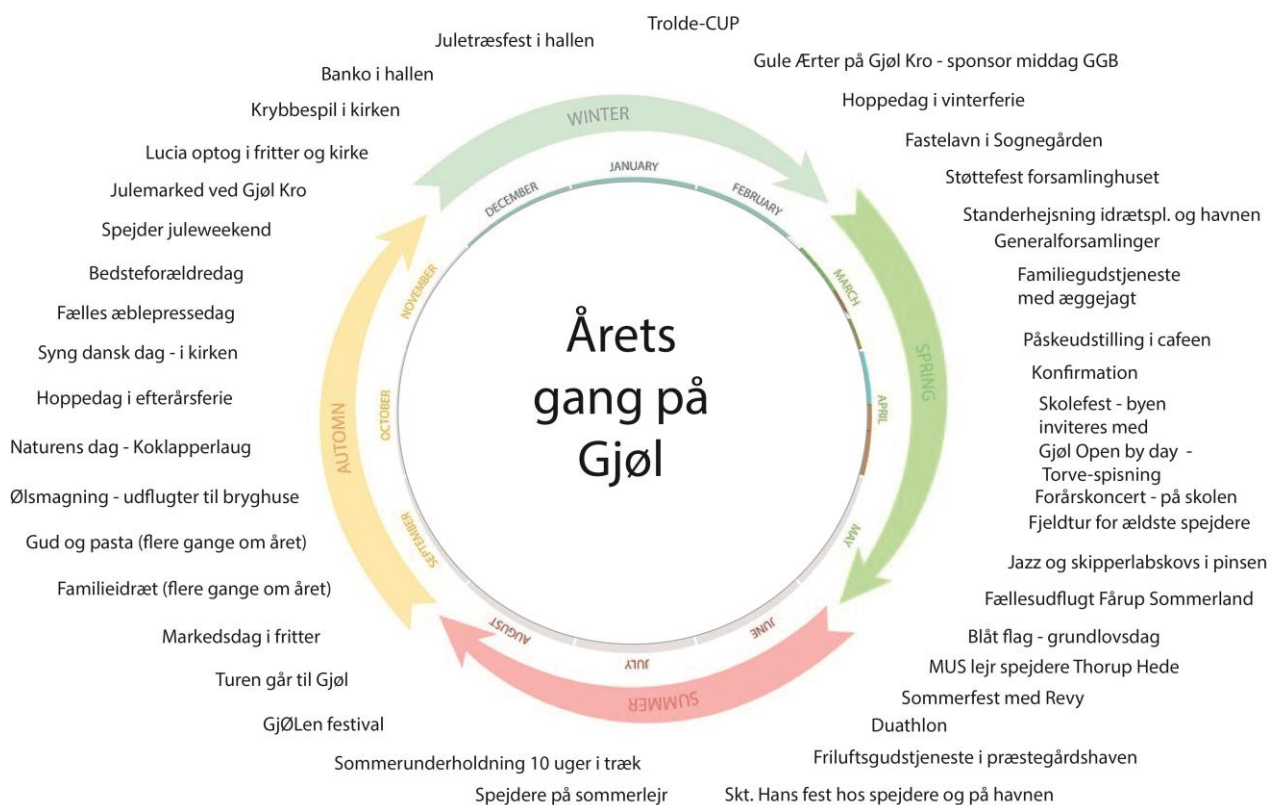 Årets
gang på
Gjøl
WINTER
SPRING
SUMMER
AUTOMN
JANUARY
FEBRUARY
MARCH
APRIL
MAY
JUNE
JULY
AUGUST
SEPTEMBER
OCTOBER
NOVEMBER
DECEMBER
Trolde-CUP
Gule Ærter på Gjøl Kro - sponsor middag GGB
Hoppedag i vinterferie
Fastelavn i Sognegården
Støttefest forsamlinghuset
Standerhejsning idrætspl. og havnen
Generalforsamlinger
Familiegudstjeneste
med æggejagt
Påskeudstilling i cafeen
Konfirmation
Skolefest - byen
inviteres med
Gjøl Open by day -
Torve-spisning
Forårskoncert - på skolen
Fjeldtur for ældste spejdere
Jazz og skipperlabskovs i pinsen
Fællesudflugt Fårup Sommerland
Blåt flag - grundlovsdag
MUS lejr spejdere Thorup Hede
Sommerfest med Revy
Duathlon
Friluftsgudstjeneste i præstegårdshaven
Skt. Hans fest hos spejdere og på havnen
Spejdere på sommerlejr
Sommerunderholdning 10 uger i træk
GjØLen festival
Turen går til Gjøl
Markedsdag i fritter
Familieidræt (flere gange om året)
Gud og pasta (flere gange om året)
Ølsmagning - udflugter til bryghuse
Naturens dag - Koklapperlaug
Hoppedag i efterårsferie
Syng dansk dag - i kirken
Fælles æblepressedag
Bedsteforældredag
Spejder juleweekend
Julemarked ved Gjøl Kro
Lucia optog i fritter og kirke
Krybbespil i kirken
Banko i hallen
Juletræsfest i hallen